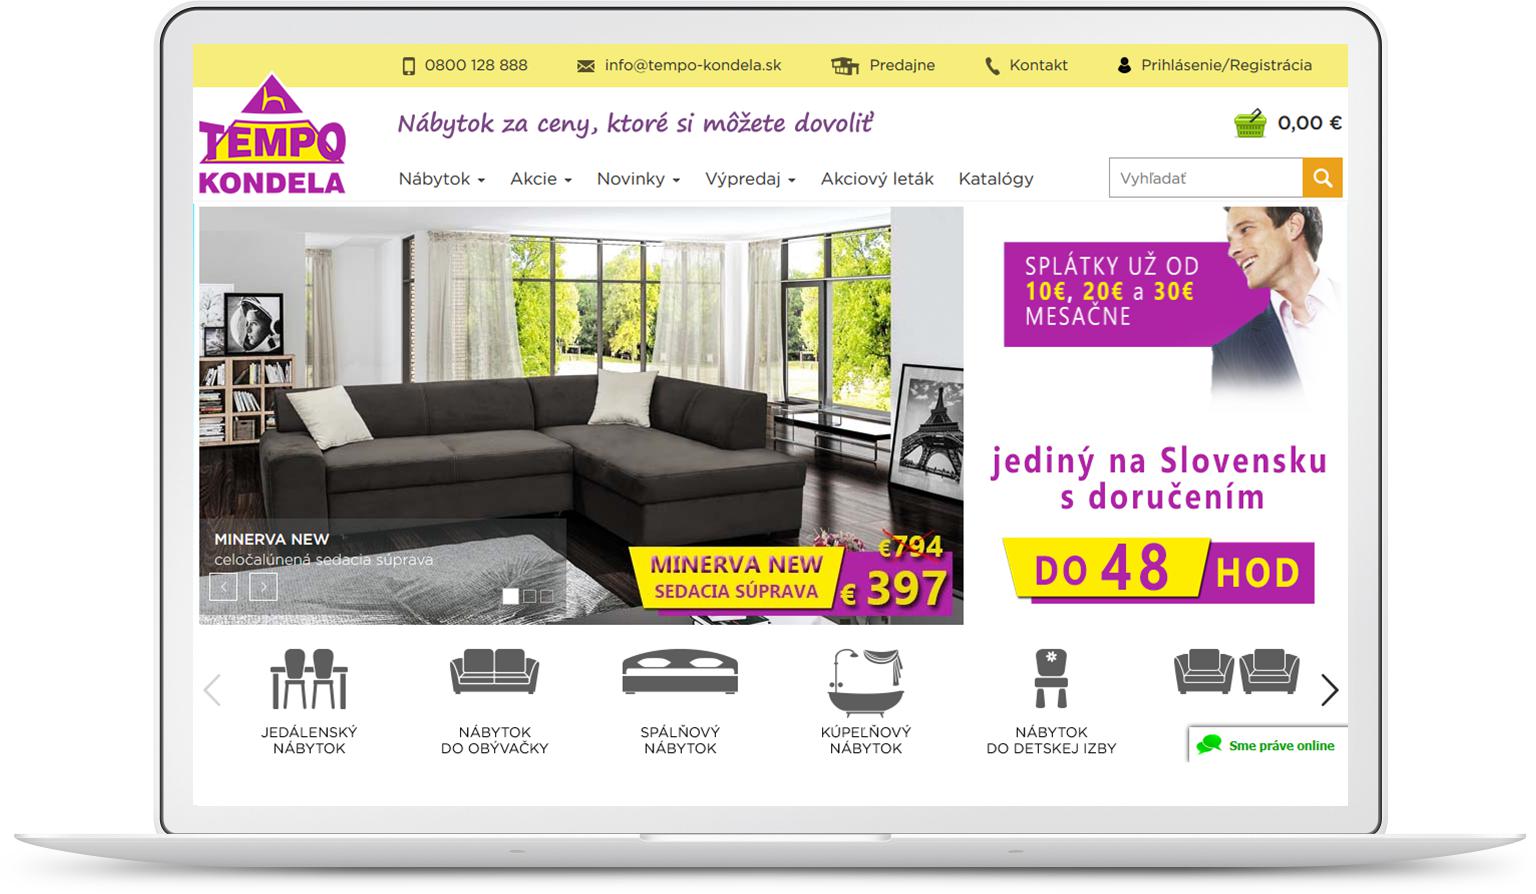 0800 128 888
info@tempo-kondela.sk
Predajne
Kontakt
Prihlásenie/Registrácia
TEMPO
KONDELA
Nábytok za ceny, ktoré si môžete dovoliť
0,00 €
Nábytok
Akcie
Novinky
Výpredaj
Akciový leták
Katalógy
Vyhľadať
SPLÁTKY UŽ OD
10€, 20€ a 30€
MESAČNE
jediný na Slovensku
s doručením
DO 48 HOD
MINERVA NEW
celočalúnená sedacia súprava
MINERVA NEW
SEDACIA SÚPRAVA
€794
€ 397
JEDÁLENSKÝ
NÁBYTOK
NÁBYTOK
DO OBÝVAČKY
SPÁLŇOVÝ
NÁBYTOK
KÚPEĽŇOVÝ
NÁBYTOK
NÁBYTOK
DO DETSKEJ IZBY
Sme práve online